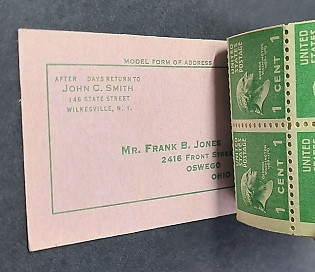 MODEL FORM OF ADDRESS
AFTER DAYS RETURN TO
JOHN C. SMITH
146 STATE STREET
WILKESVILLE, N. Y.
MR. FRANK B. JONES
2416 FRONT STREE
OSWEGO
OHIO
UNITED STATES POSTAGE
1 CENT 1
UNITED
UNITED STATES POSTAGE
1 CENT 1
UNITED